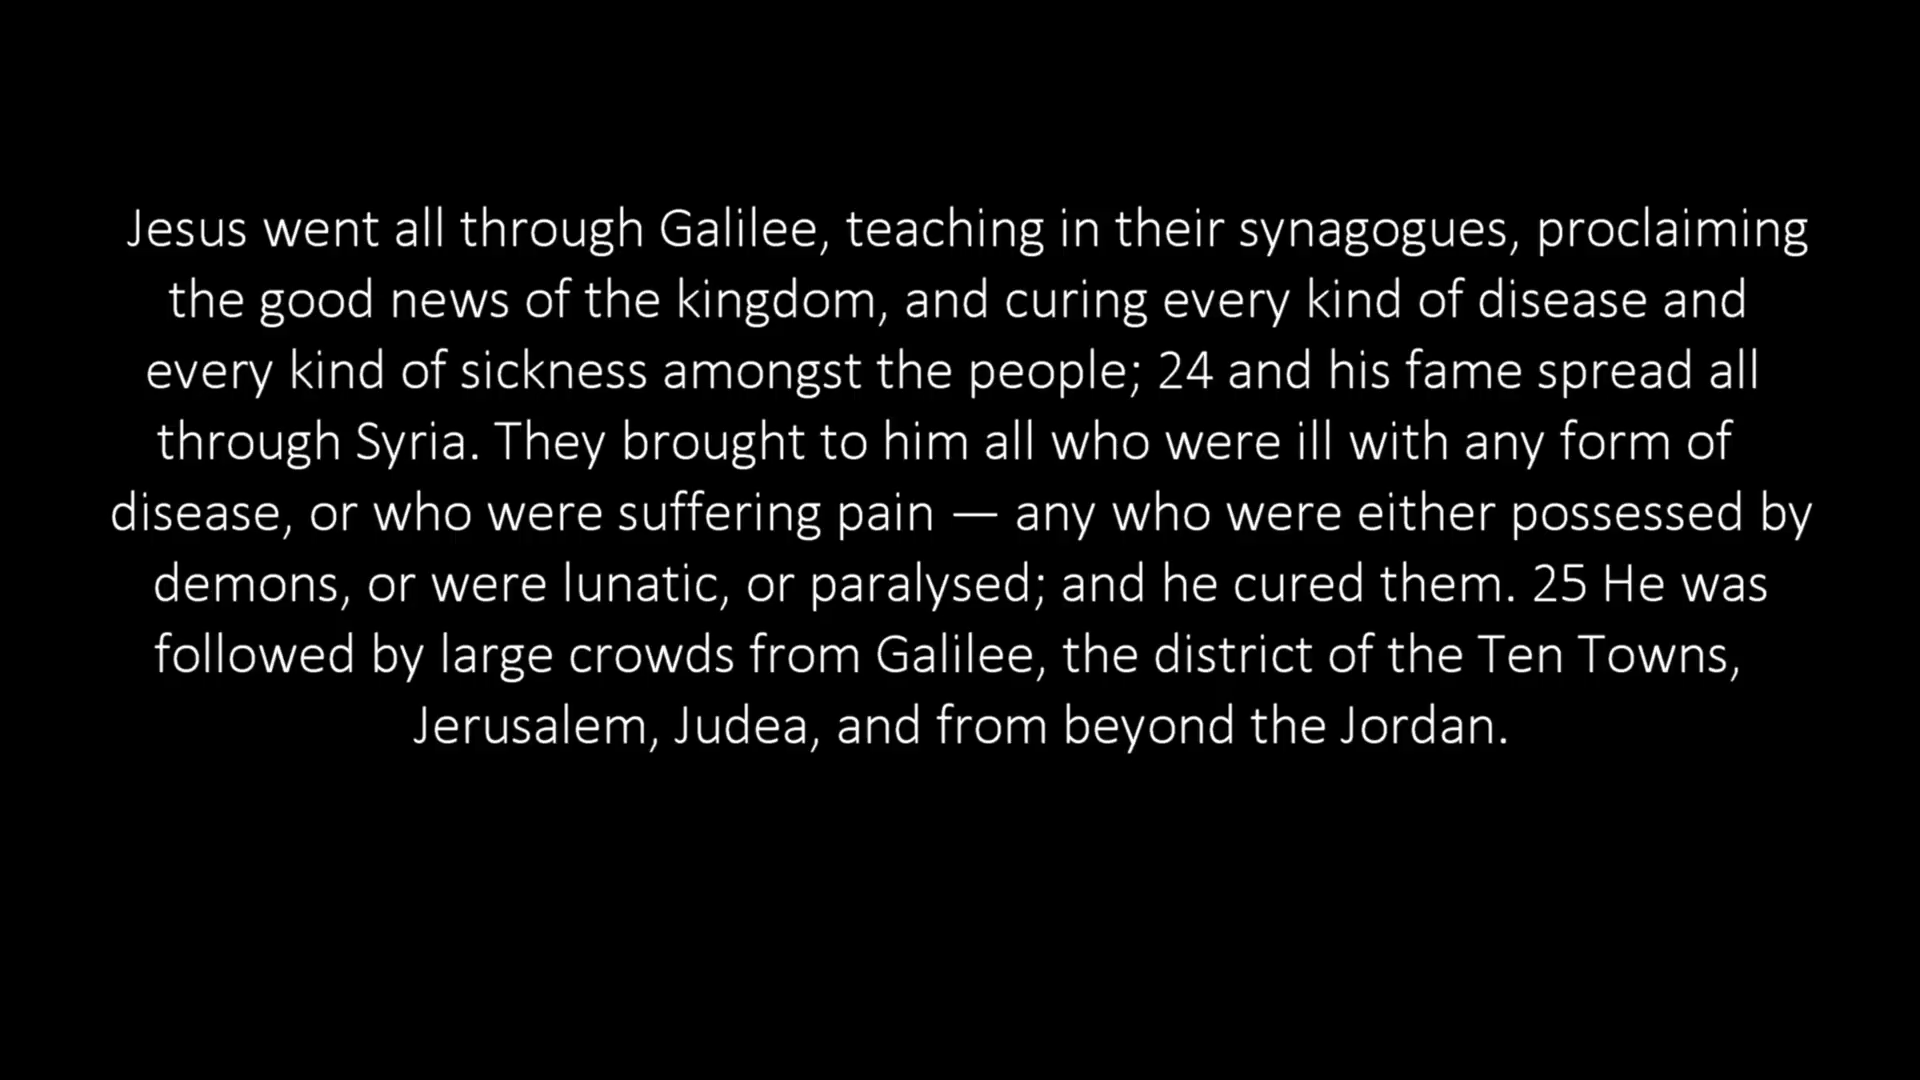 Jesus went all through Galilee, teaching in their synagogues, proclaiming
the good news of the kingdom, and curing every kind of disease and
every kind of sickness amongst the people; 24 and his fame spread all
through Syria. They brought to him all who were ill with any form of
disease, or who were suffering pain — any who were either possessed by
demons, or were lunatic, or paralysed; and he cured them. 25 He was
followed by large crowds from Galilee, the district of the Ten Towns,
Jerusalem, Judea, and from beyond the Jordan.